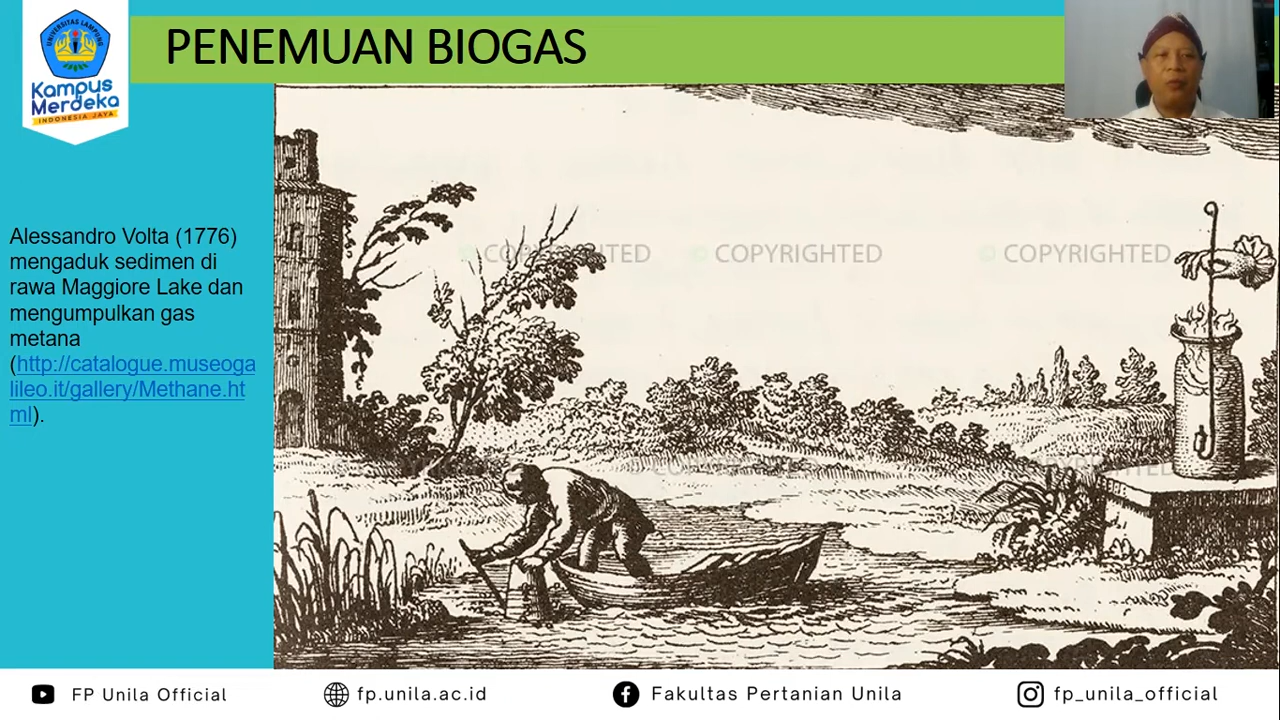 UNIVERSITAS LAMPUNG
Kampus
Merdeka
INDONESIA JAYA
PENEMUAN BIOGAS
Alessandro Volta (1776)
mengaduk sedimen di
rawa Maggiore Lake dan
mengumpulkan gas
metana
(http://catalogue.museoga
lileo.it/gallery/Methane.ht
ml).
COPYRIGHTED COPYRIGHTED COPYRIGHTED
FP Unila Official
fp.unila.ac.id
Fakultas Pertanian Unila
fp_unila_official